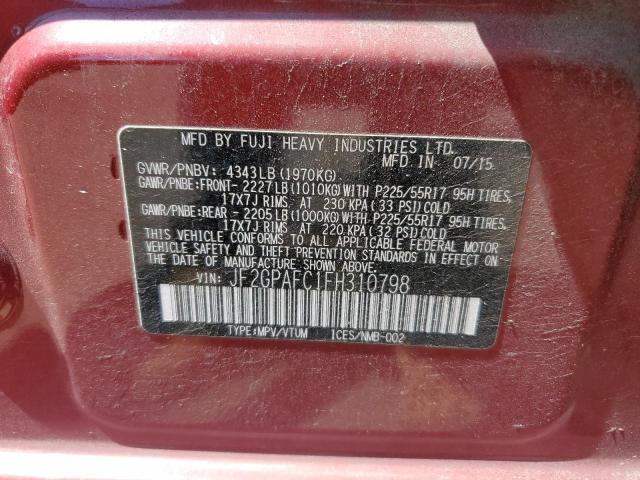 MFD BY FUJI HEAVY INDUSTRIES LTD.
MFD IN 07/15
GVWR/PNBV: 4343LB(1970KG)
GAWR/PNBE:FRONT- 2227LB(1010KG)WITH P225/55R17 95H TIRES,
17X7J RIMS AT 230 KPA(33 PSI)COLD
GAWR/PNBE:REAR - 2205LB(1000KG)WITH P225/55R17 95H TIRES,
17X7J RIMS AT 220 KPA(32 PSI)COLD
THIS VEHICLE CONFORMS TO ALL APPLICABLE FEDERAL MOTOR
VEHICLE SAFETY AND THEFT PREVENTION STANDARDS IN EFFECT ON
THE DATE OF MANUFACTURE SHOWN ABOVE.
VIN: JF2GPAFC1FH310798
TYPE:MPV/VTUM ICES/NMB-002